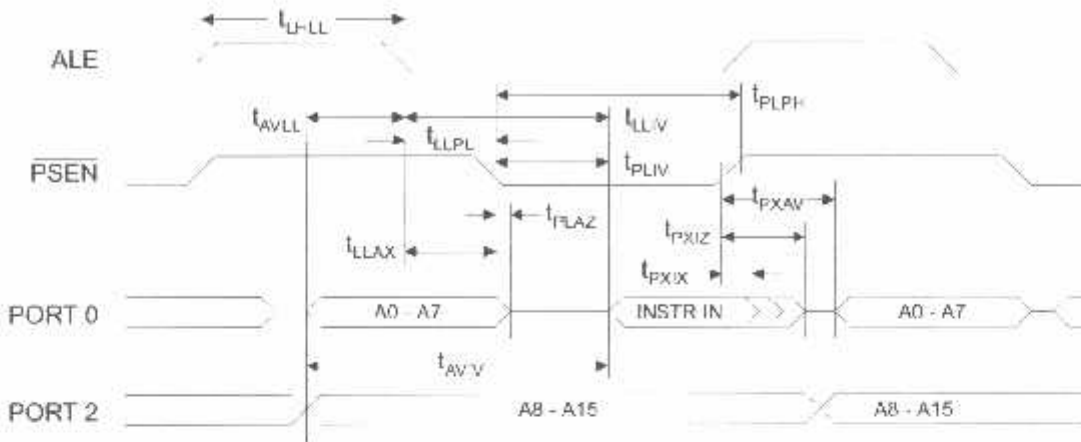 tLHLL
ALE
tPLPH
tAVLL
tLLIV
tLLPL
PSEN
tPLIV
tPXAV
tPLAZ
tPXIZ
tLLAX
tPXIX
PORT 0
A0 - A7
INSTR IN
A0 - A7
tAVIV
PORT 2
A8 - A15
A8 - A15